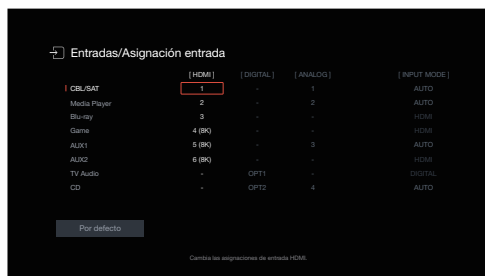 Entradas/Asignación entrada
[ HDMI ] [ DIGITAL ] [ ANALOG ] [ INPUT MODE ]
CBL/SAT 1 - 1 AUTO
Media Player 2 - 2 AUTO
Blu-ray 3 - - HDMI
Game 4 (8K) - - HDMI
AUX1 5 (8K) - 3 AUTO
AUX2 6 (8K) - - HDMI
TV Audio - OPT1 - DIGITAL
CD - OPT2 4 AUTO
Por defecto
Cambia las asignaciones de entrada HDMI.